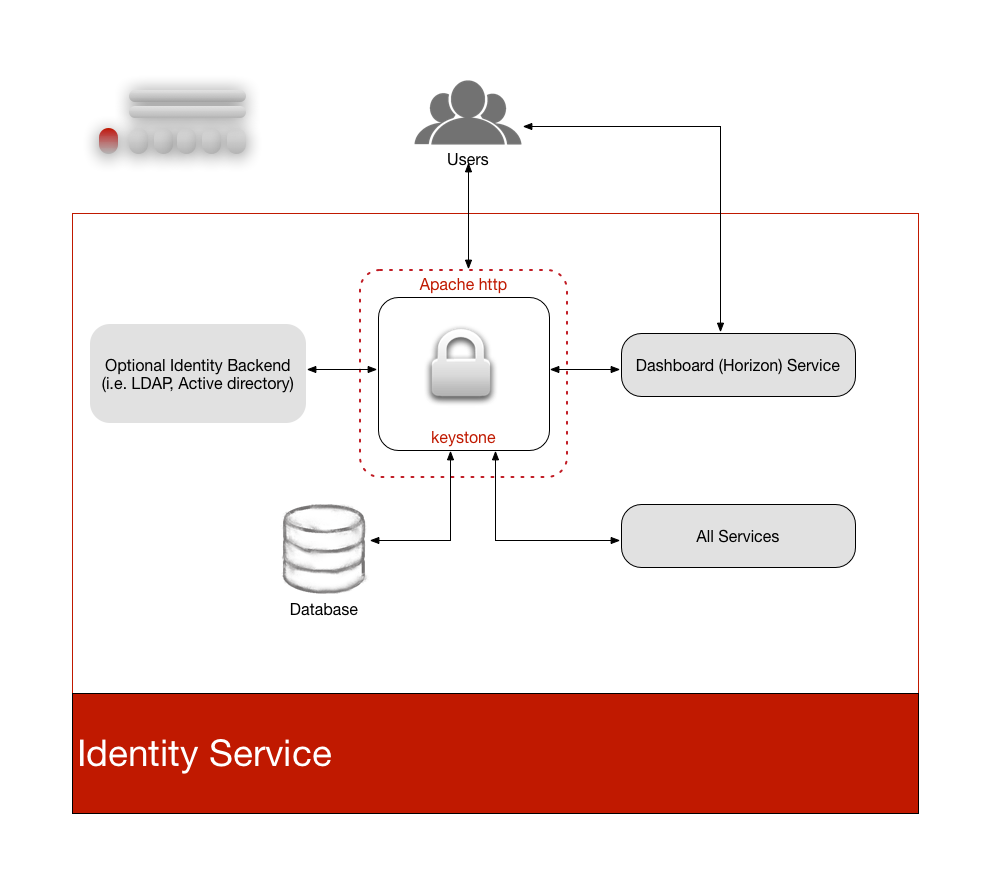 Users
Apache http
Optional Identity Backend
(i.e. LDAP, Active directory)
Dashboard (Horizon) Service
keystone
All Services
Database
Identity Service